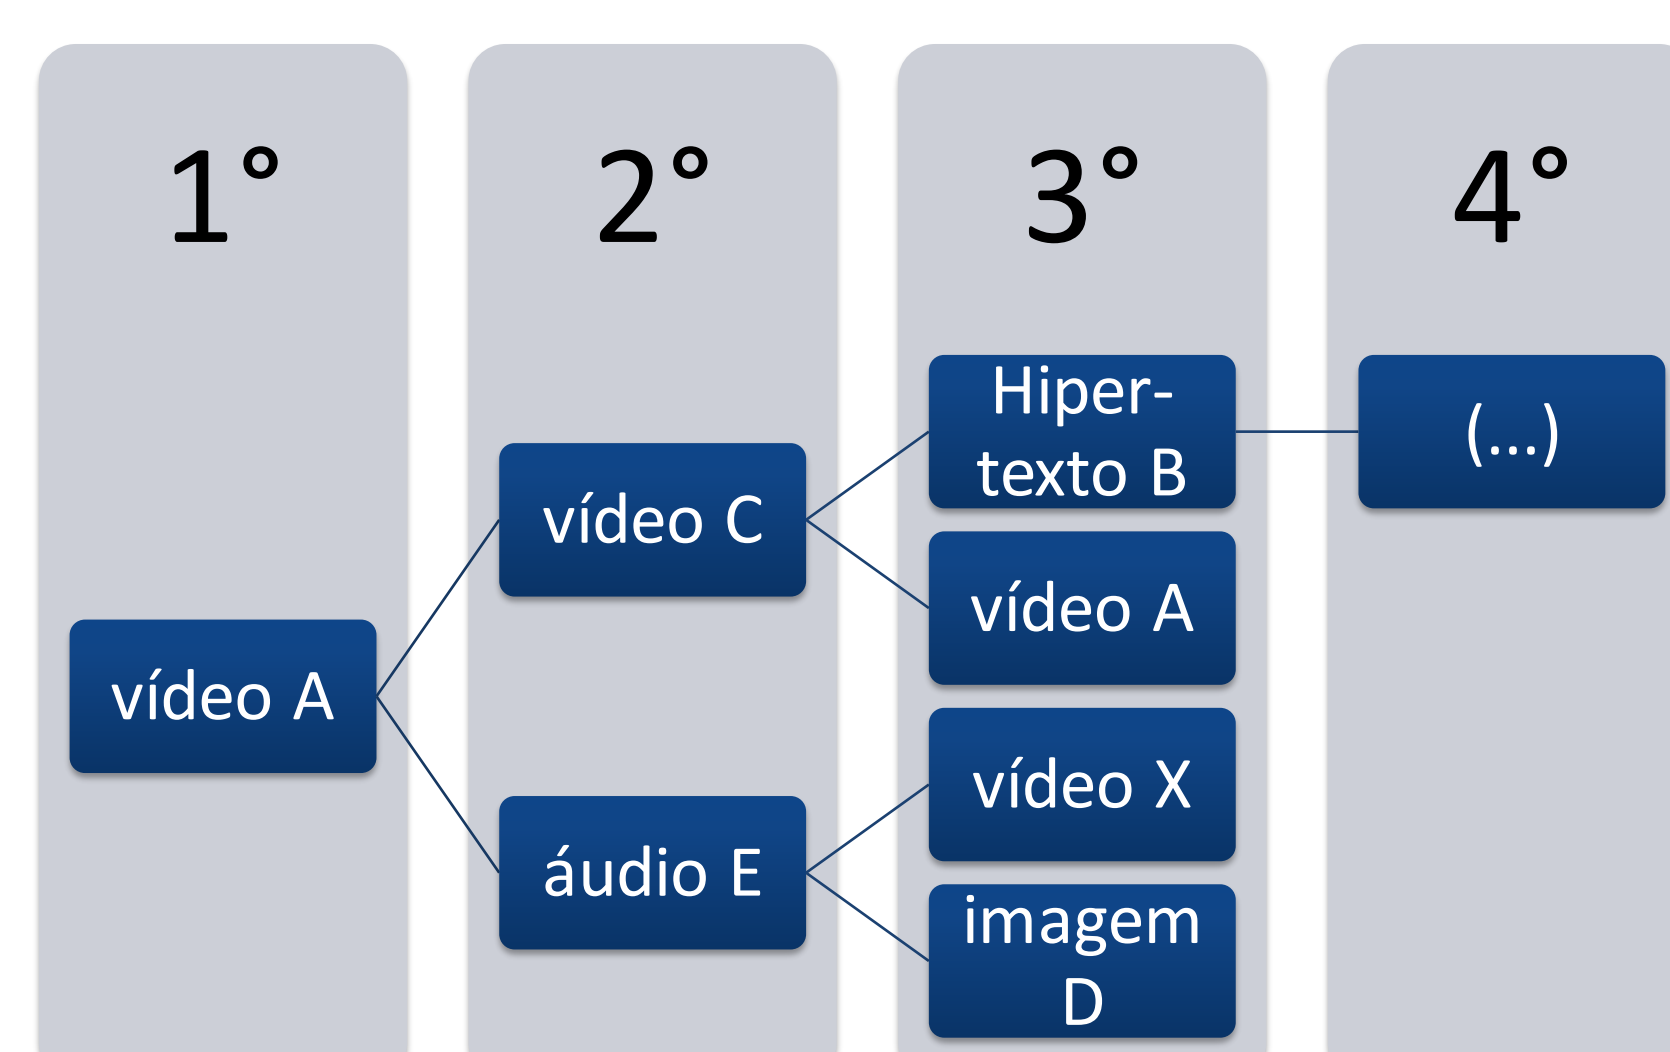 1°
2°
3°
4°
vídeo A
vídeo C
áudio E
Hiper-
texto B
vídeo A
vídeo X
imagem
D
(...)